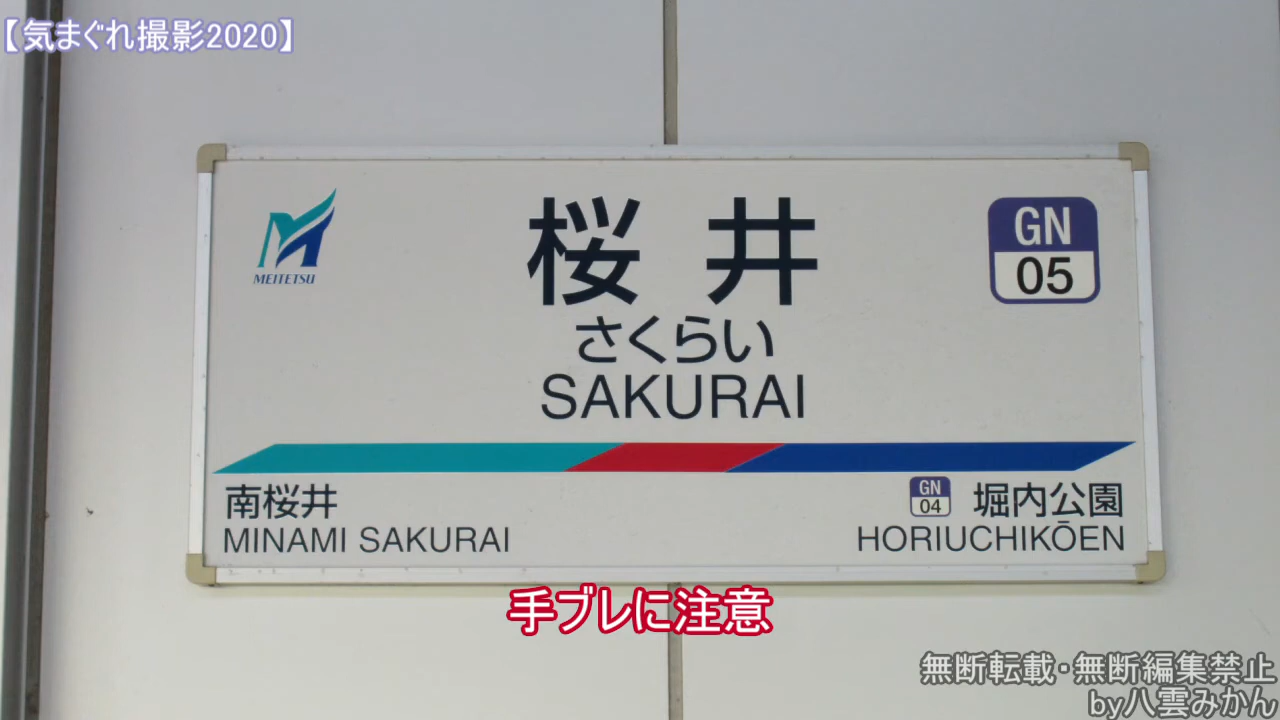 【気まぐれ撮影2020】
MEITETSU
桜井
さくらい
SAKURAI
GN
05
南桜井
MINAMI SAKURAI
GN
04
堀内公園
HORIUCHIKŌEN
手ブレに注意
無断転載・無断編集禁止
by八雲みかん